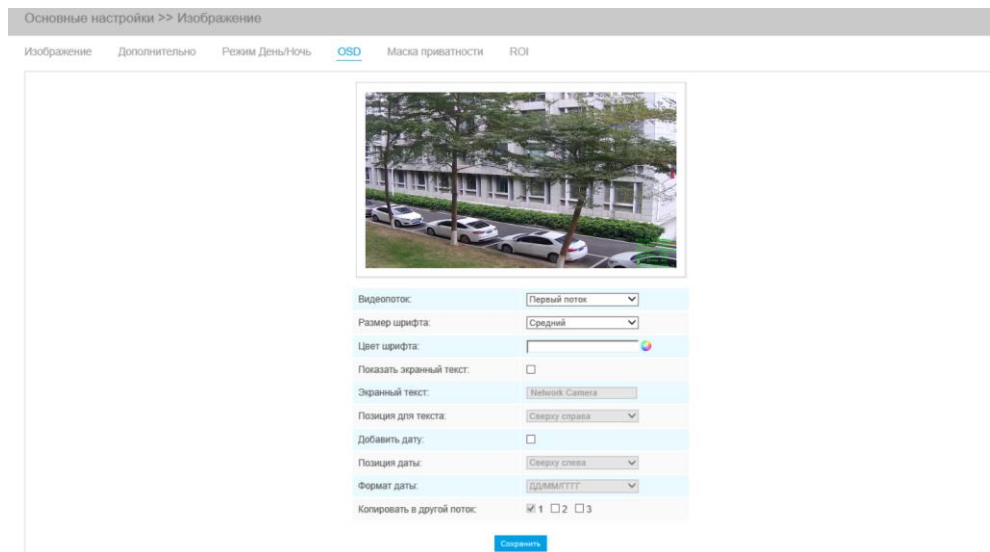 Основные настройки >> Изображение
Изображение Дополнительно Режим День/Ночь OSD Маска приватности ROI
Видеопоток: Первый поток
Размер шрифта: Средний
Цвет шрифта:
Показать экранный текст:
Экранный текст: Network Camera
Позиция для текста: Сверху справа
Добавить дату:
Позиция даты: Сверху слева
Формат даты: ДД/ММ/ГГГГ
Копировать в другой поток: 1 2 3
Сохранить